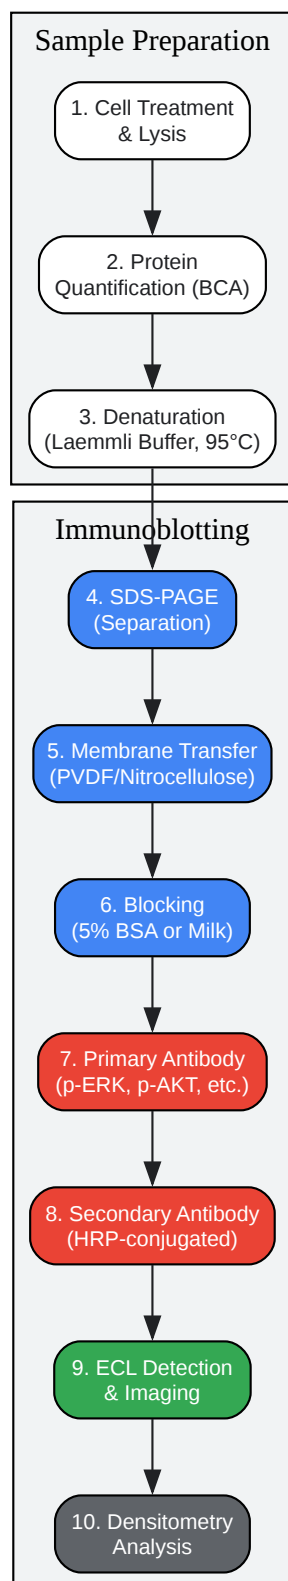 Sample Preparation
1. Cell Treatment
& Lysis
2. Protein
Quantification (BCA)
3. Denaturation
(Laemmli Buffer, 95°C)
Immunoblotting
4. SDS-PAGE
(Separation)
5. Membrane Transfer
(PVDF/Nitrocellulose)
6. Blocking
(5% BSA or Milk)
7. Primary Antibody
(p-ERK, p-AKT, etc.)
8. Secondary Antibody
(HRP-conjugated)
9. ECL Detection
& Imaging
10. Densitometry
Analysis